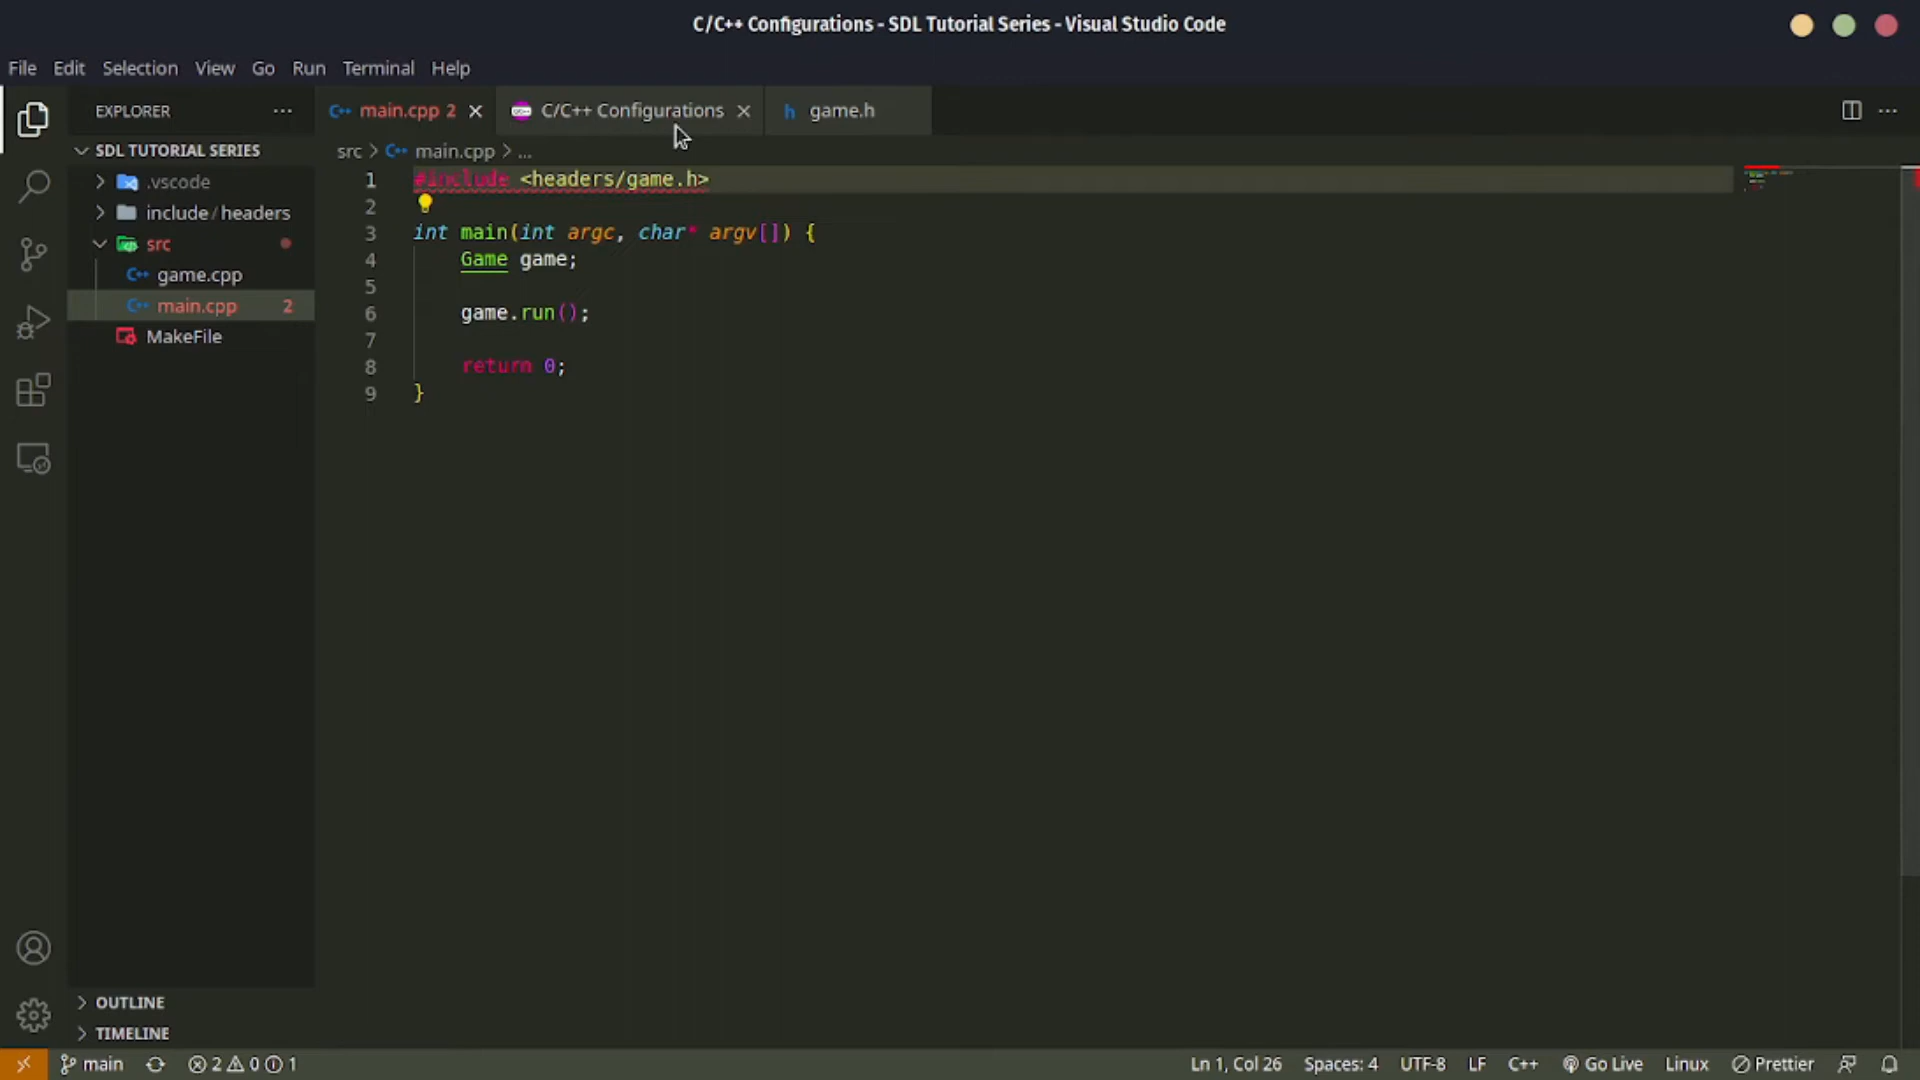 C/C++ Configurations - SDL Tutorial Series - Visual Studio Code
File Edit Selection View Go Run Terminal Help
EXPLORER
main.cpp 2
C/C++ Configurations
game.h
SDL TUTORIAL SERIES
src > main.cpp > ...
.vscode
include / headers
src
game.cpp
main.cpp 2
MakeFile
1 #include <headers/game.h>
2
3 int main(int argc, char* argv[]) {
4 Game game;
5
6 game.run();
7
8 return 0;
9 }
OUTLINE
TIMELINE
main 2 0 1 Ln 1, Col 26 Spaces: 4 UTF-8 LF C++ Go Live Linux Prettier